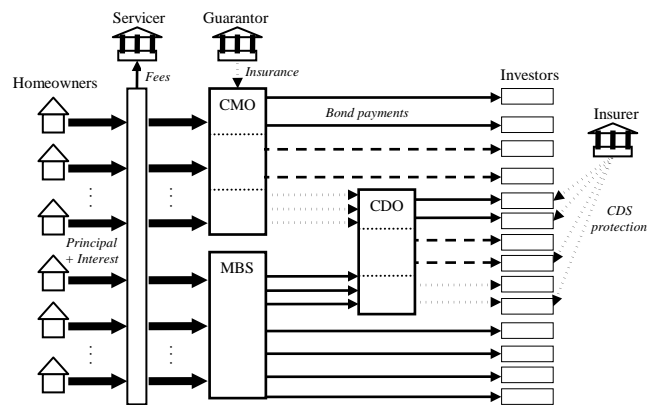 Servicer
Guarantor
Homeowners
Fees
Insurance
Investors
CMO
Bond payments
Insurer
CDO
CDS
protection
Principal
+ Interest
MBS